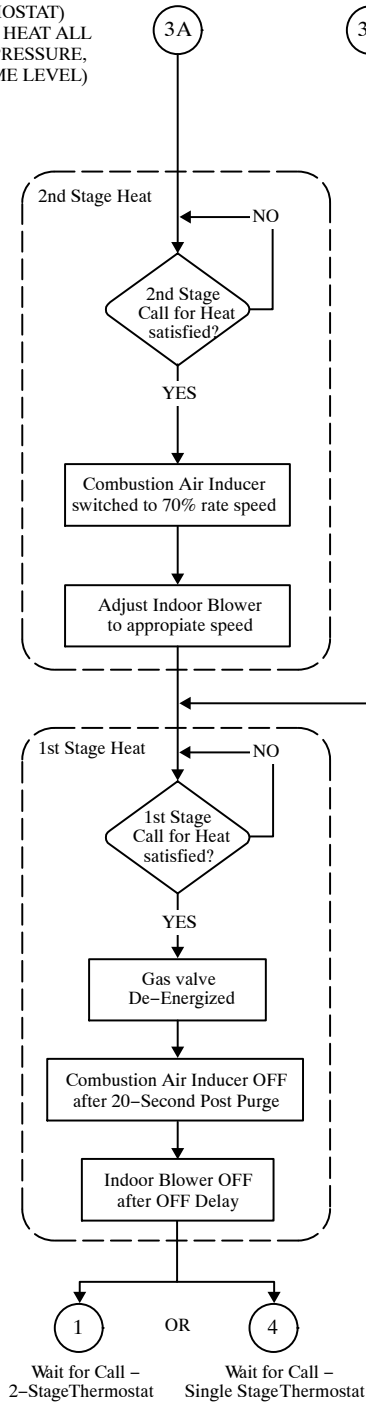 MOSTAT)
HEAT ALL
PRESSURE,
ME LEVEL)
3A
3
2nd Stage Heat
NO
2nd Stage
Call for Heat
satisfied?
YES
Combustion Air Inducer
switched to 70% rate speed
Adjust Indoor Blower
to appropiate speed
1st Stage Heat
NO
1st Stage
Call for Heat
satisfied?
YES
Gas valve
De−Energized
Combustion Air Inducer OFF
after 20−Second Post Purge
Indoor Blower OFF
after OFF Delay
1
OR
4
Wait for Call −
2−StageThermostat
Wait for Call −
Single StageThermostat